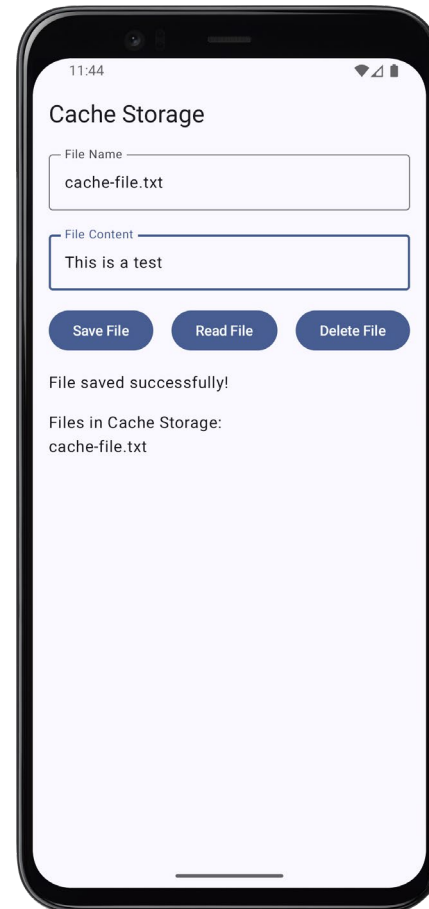 11:44
Cache Storage
File Name
cache-file.txt
File Content
This is a test
Save File Read File Delete File
File saved successfully!
Files in Cache Storage:
cache-file.txt